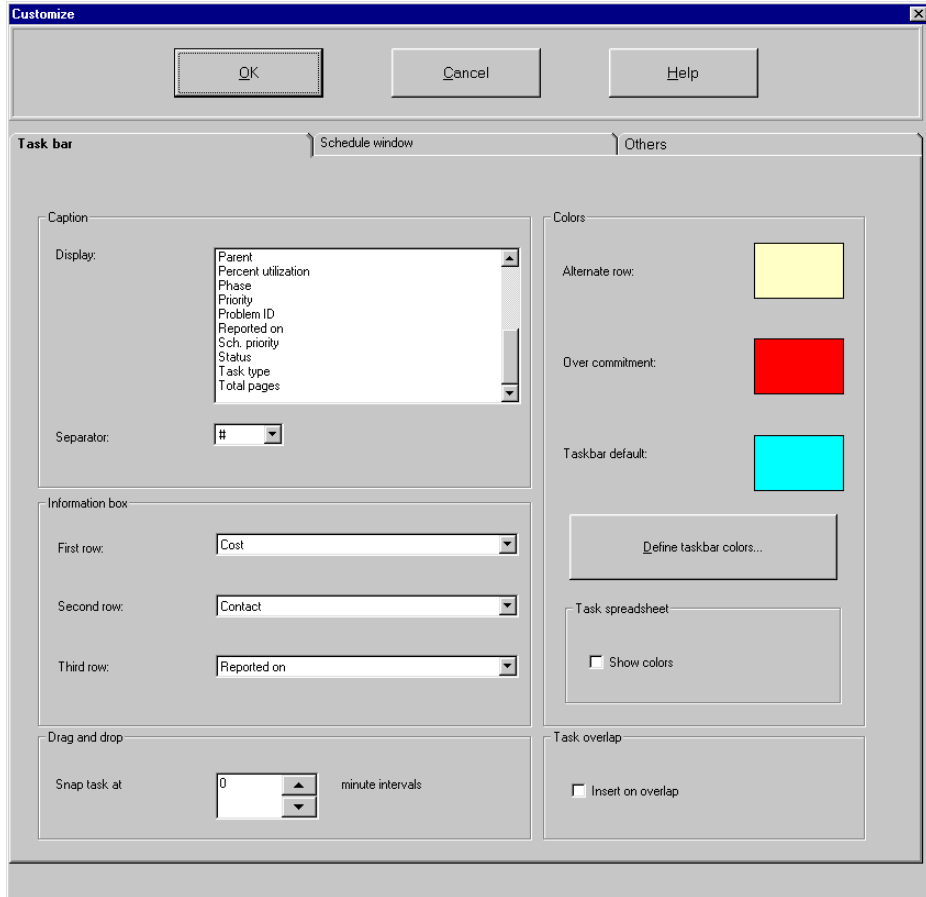 Customize
OK Cancel Help
Task bar Schedule window Others
Caption
Display:
Parent
Percent utilization
Phase
Priority
Problem ID
Reported on
Sch. priority
Status
Task type
Total pages
Separator: #
Information box
First row: Cost
Second row: Contact
Third row: Reported on
Drag and drop
Snap task at 0 minute intervals
Colors
Alternate row:
Over commitment:
Taskbar default:
Define taskbar colors...
Task spreadsheet
Show colors
Task overlap
Insert on overlap